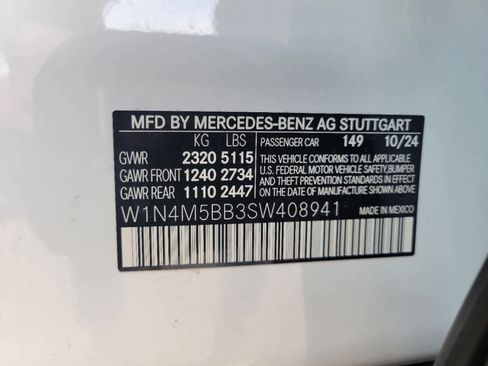 MFD BY MERCEDES-BENZ AG STUTTGART
KG LBS
GVWR 2320 5115
GAWR FRONT 1240 2734
GAWR REAR 1110 2447
PASSENGER CAR 149 10/24
THIS VEHICLE CONFORMS TO ALL APPLICABLE
U.S. FEDERAL MOTOR VEHICLE SAFETY, BUMPER
AND THEFT PREVENTION STANDARDS IN EFFECT
ON THE DATE OF MANUFACTURE SHOWN ABOVE.
W1N4M5BB3SW408941 MADE IN MEXICO